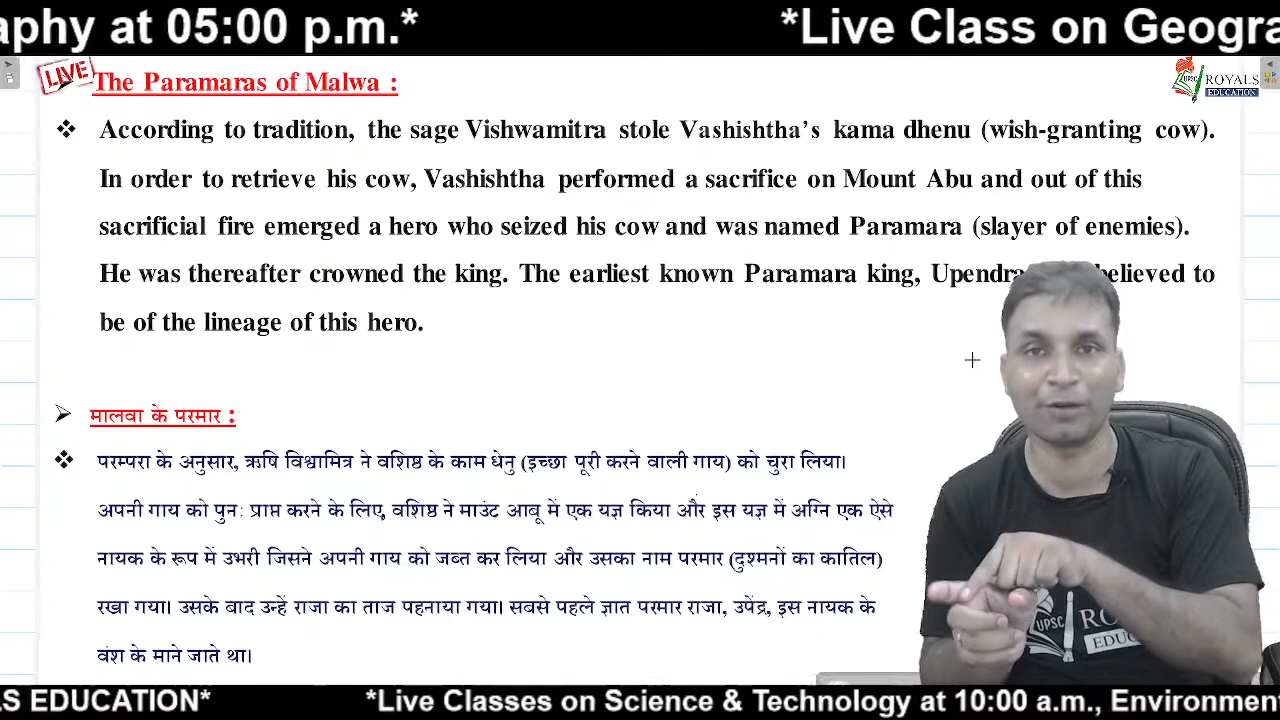 aphy at 05:00 p.m.* *Live Class on Geogra
LIVE
The Paramaras of Malwa :
UPSC ROYALS
EDUCATION
❖ According to tradition, the sage Vishwamitra stole Vashishtha's kama dhenu (wish-granting cow).
In order to retrieve his cow, Vashishtha performed a sacrifice on Mount Abu and out of this
sacrificial fire emerged a hero who seized his cow and was named Paramara (slayer of enemies).
He was thereafter crowned the king. The earliest known Paramara king, Upendra believed to
be of the lineage of this hero.
➢ मालवा के परमार :
❖ परम्परा के अनुसार, ऋषि विश्वामित्र ने वशिष्ठ के काम धेनु (इच्छा पूरी करने वाली गाय) को चुरा लिया।
अपनी गाय को पुनः प्राप्त करने के लिए, वशिष्ठ ने माउंट आबू में एक यज्ञ किया और इस यज्ञ में अग्नि एक ऐसे
नायक के रूप में उभरी जिसने अपनी गाय को जब्त कर लिया और उसका नाम परमार (दुश्मनों का कातिल)
रखा गया। उसके बाद उन्हें राजा का ताज पहनाया गया। सबसे पहले ज्ञात परमार राजा, उपेंद्र, इस नायक के
वंश के माने जाते था।
UPSC RO
EDUC
LS EDUCATION* *Live Classes on Science & Technology at 10:00 a.m., Environmen